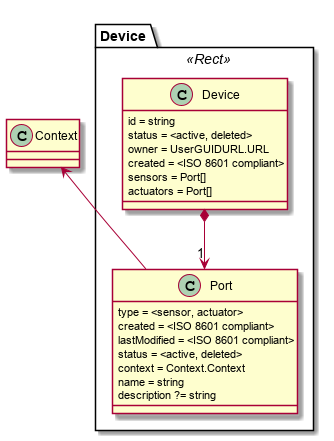 Device
«Rect»
C Device
id = string
status = <active, deleted>
owner = UserGUIDURL.URL
created = <ISO 8601 compliant>
sensors = Port[]
actuators = Port[]
C Context
1
C Port
type = <sensor, actuator>
created = <ISO 8601 compliant>
lastModified = <ISO 8601 compliant>
status = <active, deleted>
context = Context.Context
name = string
description ?= string